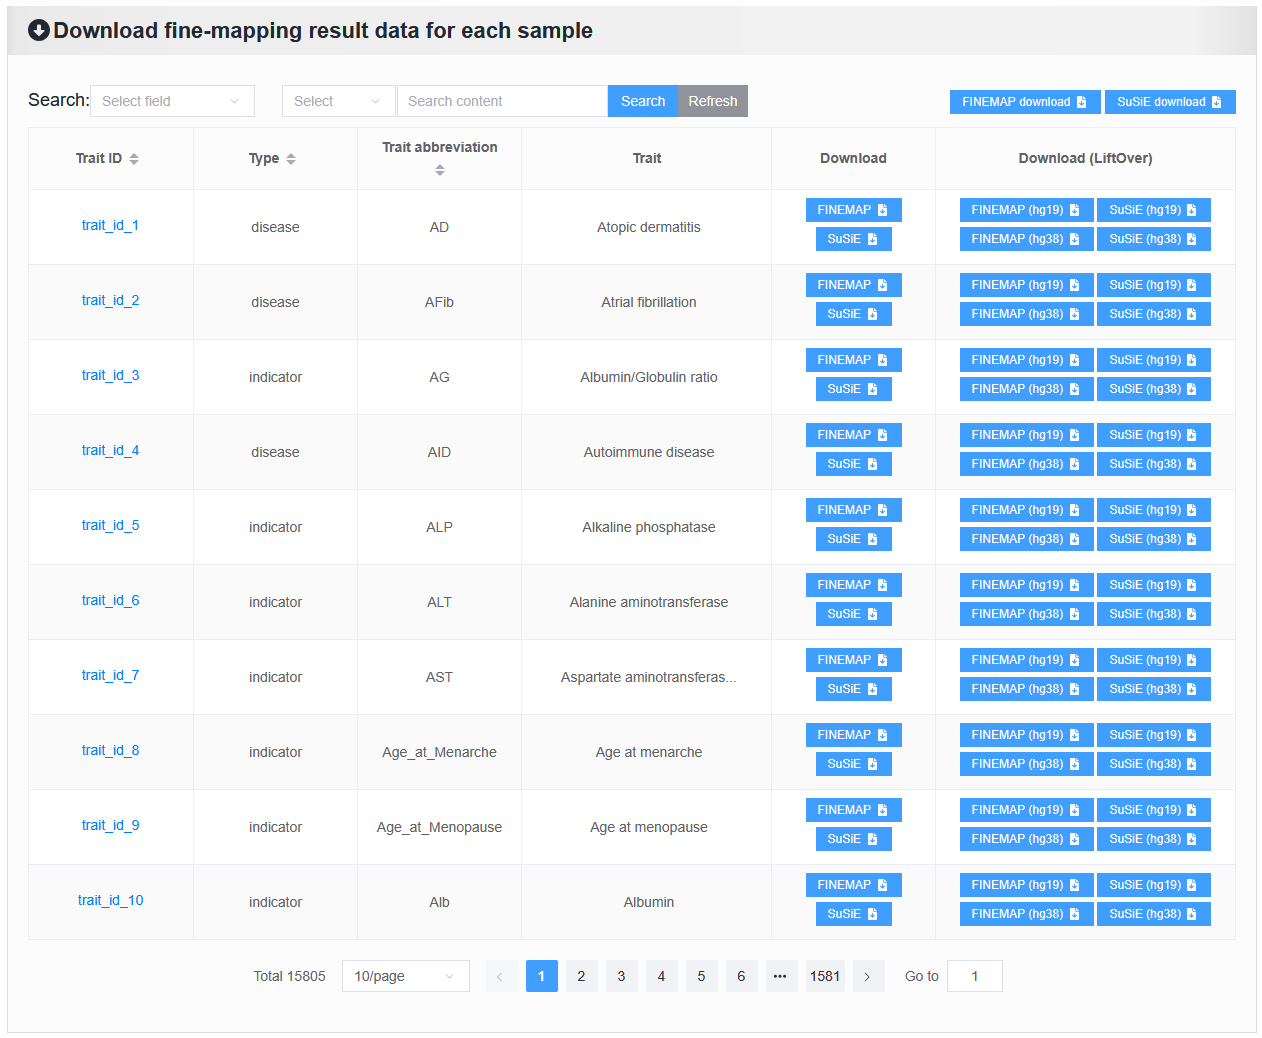 Download fine-mapping result data for each sample
Search: Select field Select Search content Search Refresh FINEMAP download SuSiE download
Trait ID Type Trait abbreviation Trait Download Download (LiftOver)
FINEMAP FINEMAP (hg19) SuSiE (hg19)
trait_id_1 disease AD Atopic dermatitis
SuSiE FINEMAP (hg38) SuSiE (hg38)
FINEMAP FINEMAP (hg19) SuSiE (hg19)
trait_id_2 disease AFib Atrial fibrillation
SuSiE FINEMAP (hg38) SuSiE (hg38)
FINEMAP FINEMAP (hg19) SuSiE (hg19)
trait_id_3 indicator AG Albumin/Globulin ratio
SuSiE FINEMAP (hg38) SuSiE (hg38)
FINEMAP FINEMAP (hg19) SuSiE (hg19)
trait_id_4 disease AID Autoimmune disease
SuSiE FINEMAP (hg38) SuSiE (hg38)
FINEMAP FINEMAP (hg19) SuSiE (hg19)
trait_id_5 indicator ALP Alkaline phosphatase
SuSiE FINEMAP (hg38) SuSiE (hg38)
FINEMAP FINEMAP (hg19) SuSiE (hg19)
trait_id_6 indicator ALT Alanine aminotransferase
SuSiE FINEMAP (hg38) SuSiE (hg38)
FINEMAP FINEMAP (hg19) SuSiE (hg19)
trait_id_7 indicator AST Aspartate aminotransferas...
SuSiE FINEMAP (hg38) SuSiE (hg38)
FINEMAP FINEMAP (hg19) SuSiE (hg19)
trait_id_8 indicator Age_at_Menarche Age at menarche
SuSiE FINEMAP (hg38) SuSiE (hg38)
FINEMAP FINEMAP (hg19) SuSiE (hg19)
trait_id_9 indicator Age_at_Menopause Age at menopause
SuSiE FINEMAP (hg38) SuSiE (hg38)
FINEMAP FINEMAP (hg19) SuSiE (hg19)
trait_id_10 indicator Alb Albumin
SuSiE FINEMAP (hg38) SuSiE (hg38)
Total 15805 10/page < 1 2 3 4 5 6 ••• 1581 > Go to 1